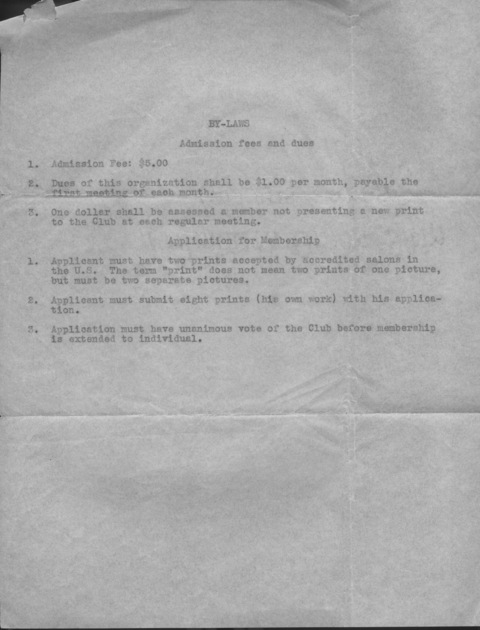 BY-LAWS
Admission fees and dues
1. Admission Fee: $5.00
2. Dues of this organization shall be $1.00 per month, payable the
first meeting of each month.
3. One dollar shall be assessed a member not presenting a new print
to the Club at each regular meeting.
Application for Membership
1. Applicant must have two prints accepted by accredited salons in
the U.S. The term "print" does not mean two prints of one picture,
but must be two separate pictures.
2. Applicant must submit eight prints (his own work) with his applica-
tion.
3. Application must have unanimous vote of the Club before membership
is extended to individual.